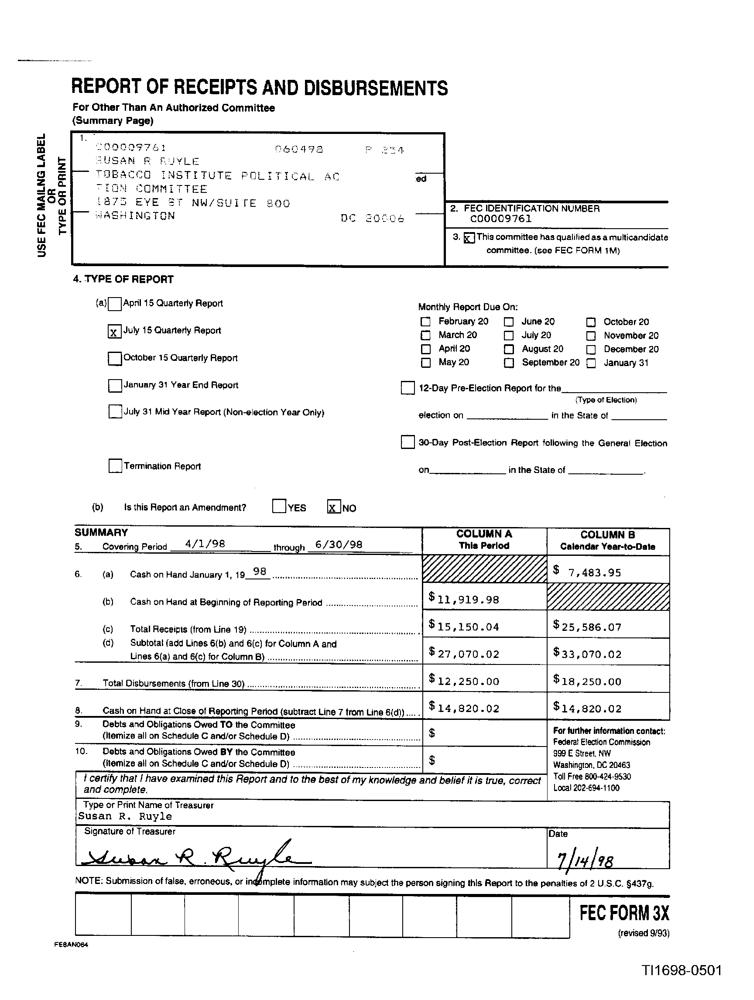 REPORT OF RECEIPTS AND DISBURSEMENTS
For Other Than An Authorized Committee
(Summary Page)
USE FEC MAILNG LABEL
OR
TYPE OR PRINT
1.
C00009761 060498 P 234
SUSAN R RUYLE
TOBACCO INSTITUTE POLITICAL AC
ed
TION COMMITTEE
1875 EYE ST NW/SUITE 800
WASHINGTON DC 20006
2. FEC IDENTIFICATION NUMBER
C00009761
3. X This committee has qualified as a multicandidate
committee. (see FEC FORM 1M)
4. TYPE OF REPORT
(a) April 15 Quarterly Report
X July 15 Quarterly Report
October 15 Quarterly Report
January 31 Year End Report
July 31 Mid Year Report (Non-election Year Only)
Termination Report
Monthly Report Due On:
February 20 June 20 October 20
March 20 July 20 November 20
April 20 August 20 December 20
May 20 September 20 January 31
12-Day Pre-Election Report for the
(Type of Election)
election on in the State of
30-Day Post-Election Report following the General Election
on in the State of .
(b) Is this Report an Amendment? YES X NO
SUMMARY COLUMN A COLUMN B
5. Covering Period 4/1/98 through 6/30/98 This Period Calendar Year-to-Date
6. (a) Cash on Hand January 1, 19 98 $ 7,483.95
(b) Cash on Hand at Beginning of Reporting Period $11,919.98
(c) Total Receipts (from Line 19) $15,150.04 $25,586.07
(d) Subtotal (add Lines 6(b) and 6(c) for Column A and
Lines 6(a) and 6(c) for Column B) $27,070.02 $33,070.02
7. Total Disbursements (from Line 30) $12,250.00 $18,250.00
8. Cash on Hand at Close of Reporting Period (subtract Line 7 from Line 6(d)) $14,820.02 $14,820.02
9. Debts and Obligations Owed TO the Committee
(Itemize all on Schedule C and/or Schedule D) $
10. Debts and Obligations Owed BY the Committee
(Itemize all on Schedule C and/or Schedule D) $
For further information contact:
Federal Election Commission
999 E Street, NW
Washington, DC 20463
Toll Free 800-424-9530
Local 202-694-1100
I certify that I have examined this Report and to the best of my knowledge and belief it is true, correct
and complete.
Type or Print Name of Treasurer
Susan R. Ruyle
Signature of Treasurer Date
Susan R. Ruyle 7/14/98
NOTE: Submission of false, erroneous, or incomplete information may subject the person signing this Report to the penalties of 2 U.S.C. §437g.
FEC FORM 3X
(revised 9/93)
FE8AN064
TI1698-0501